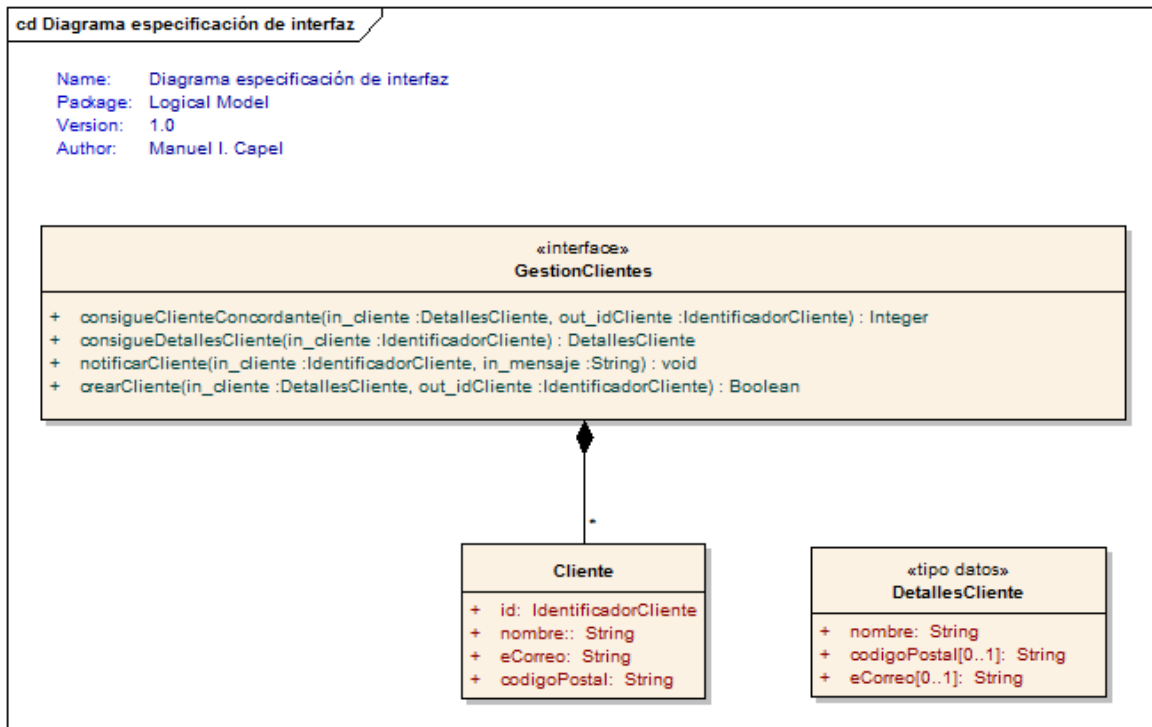 cd Diagrama especificación de interfaz
Name: Diagrama especificación de interfaz
Package: Logical Model
Version: 1.0
Author: Manuel I. Capel
«interface»
GestionClientes
+ consigueClienteConcordante(in_cliente :DetallesCliente, out_idCliente :IdentificadorCliente) : Integer
+ consigueDetallesCliente(in_cliente :IdentificadorCliente) : DetallesCliente
+ notificarCliente(in_cliente :IdentificadorCliente, in_mensaje :String) : void
+ crearCliente(in_cliente :DetallesCliente, out_idCliente :IdentificadorCliente) : Boolean
*
Cliente
+ id: IdentificadorCliente
+ nombre:: String
+ eCorreo: String
+ codigoPostal: String
«tipo datos»
DetallesCliente
+ nombre: String
+ codigoPostal[0..1]: String
+ eCorreo[0..1]: String